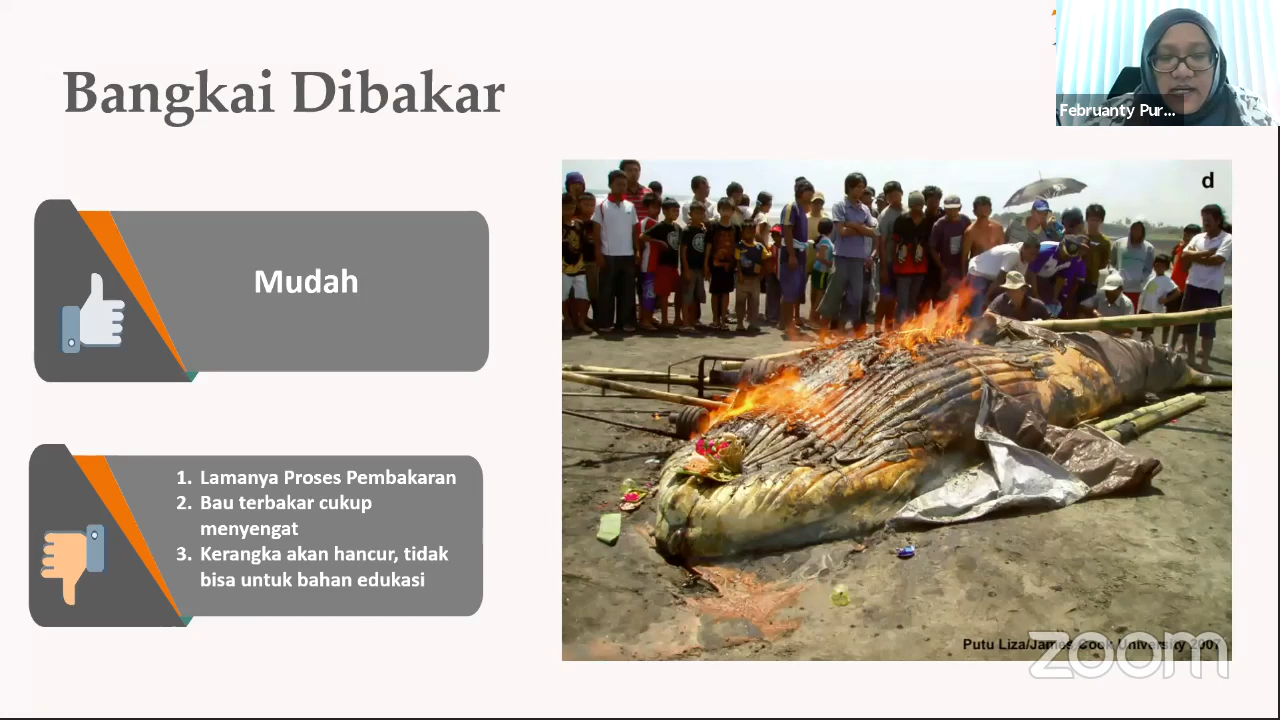 Bangkai Dibakar
Februanty Pur...
Mudah
1. Lamanya Proses Pembakaran
2. Bau terbakar cukup
menyengat
3. Kerangka akan hancur, tidak
bisa untuk bahan edukasi
d
Putu Liza/James Cook University 2007
zoom